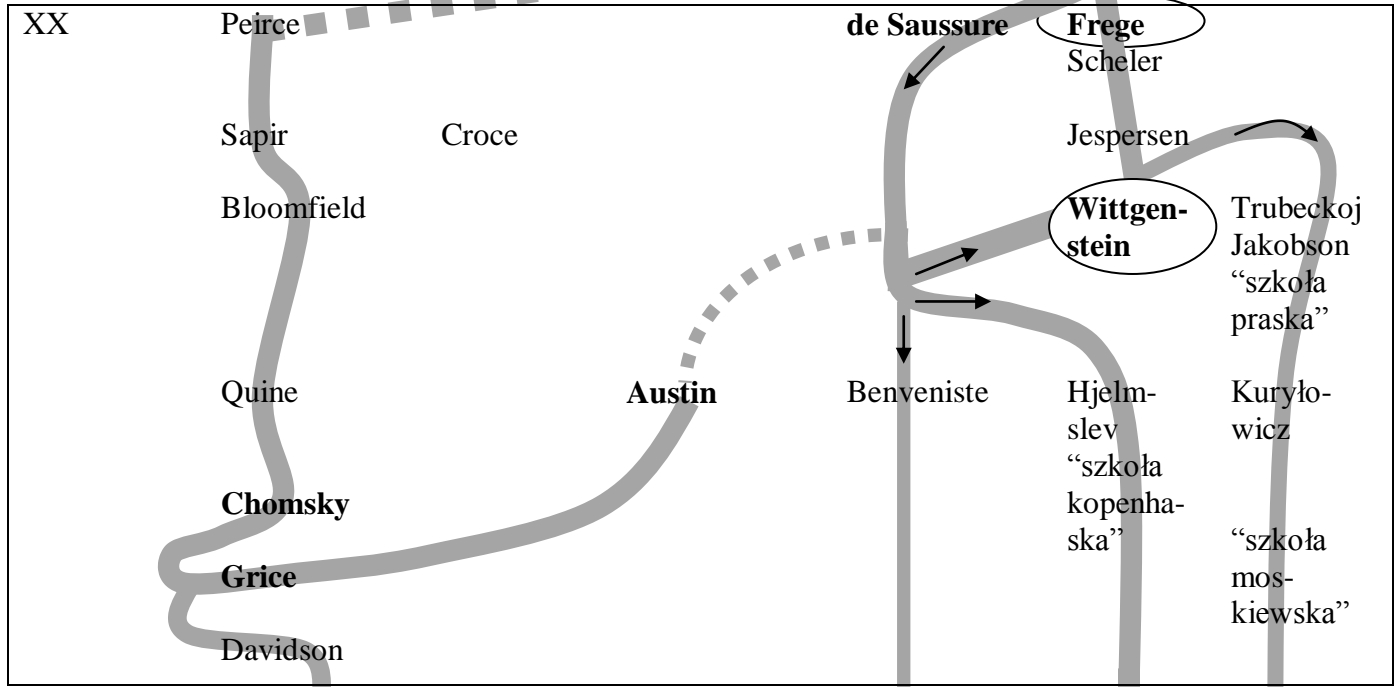 XX Peirce de Saussure Frege
Scheler
Sapir Croce Jespersen
Bloomfield Wittgen- Trubeckoj
stein Jakobson
“szkoła
praska”
Quine Austin Benveniste Hjelm- Kuryło-
slev wicz
“szkoła
Chomsky kopenha-
ska” “szkoła
Grice mos-
kiewska”
Davidson